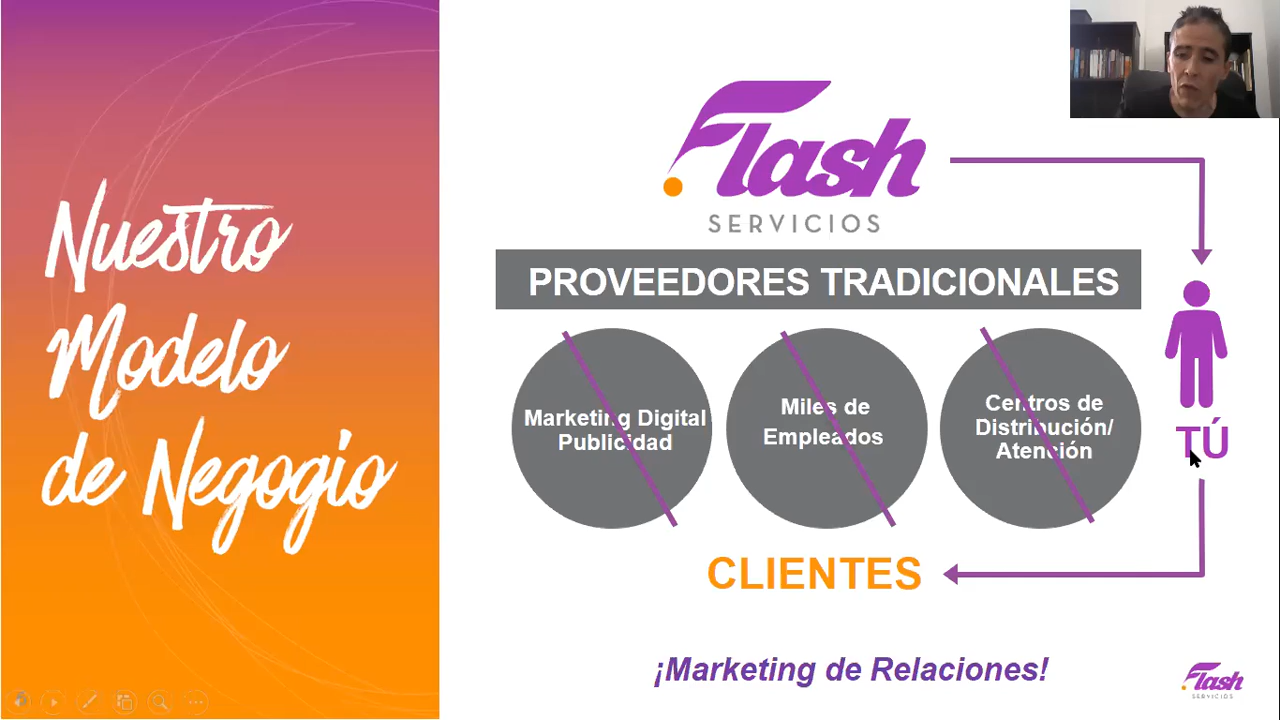 Nuestro
Modelo
de Negogio
Flash
SERVICIOS
PROVEEDORES TRADICIONALES
Marketing Digital
Publicidad
Miles de
Empleados
Centros de
Distribución/
Atención
TÚ
CLIENTES
¡Marketing de Relaciones!
Flash
SERVICIOS